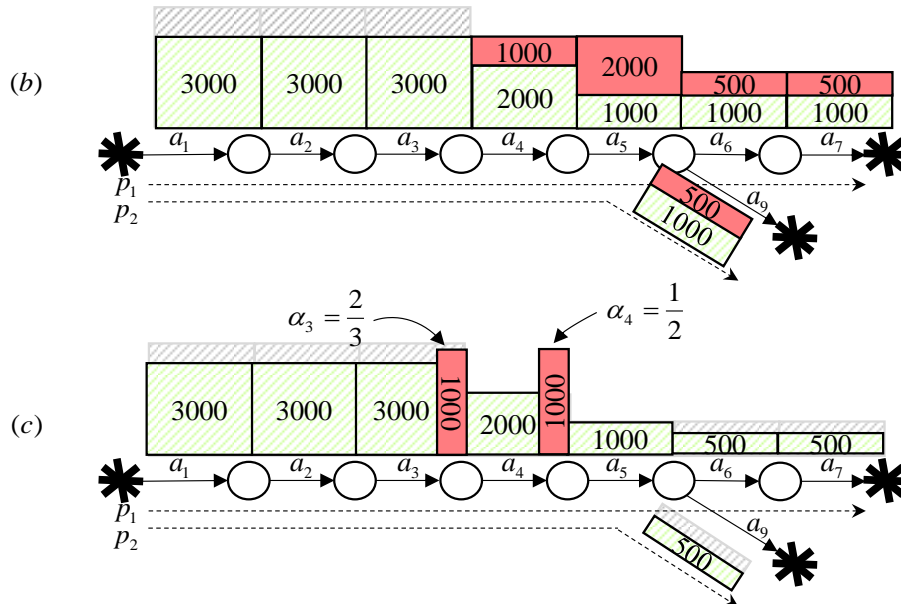 (b)
1000 2000
500 500
3000 3000 3000
2000 1000 1000 1000
a₁ a₂ a₃ a₄ a₅ a₆ a₇
p₁
p₂
a₉
500
1000
α₃ = 2/3
α₄ = 1/2
(c)
3000 3000 3000 1000 2000 1000 1000 500 500
a₁ a₂ a₃ a₄ a₅ a₆ a₇
p₁
p₂
a₉
500